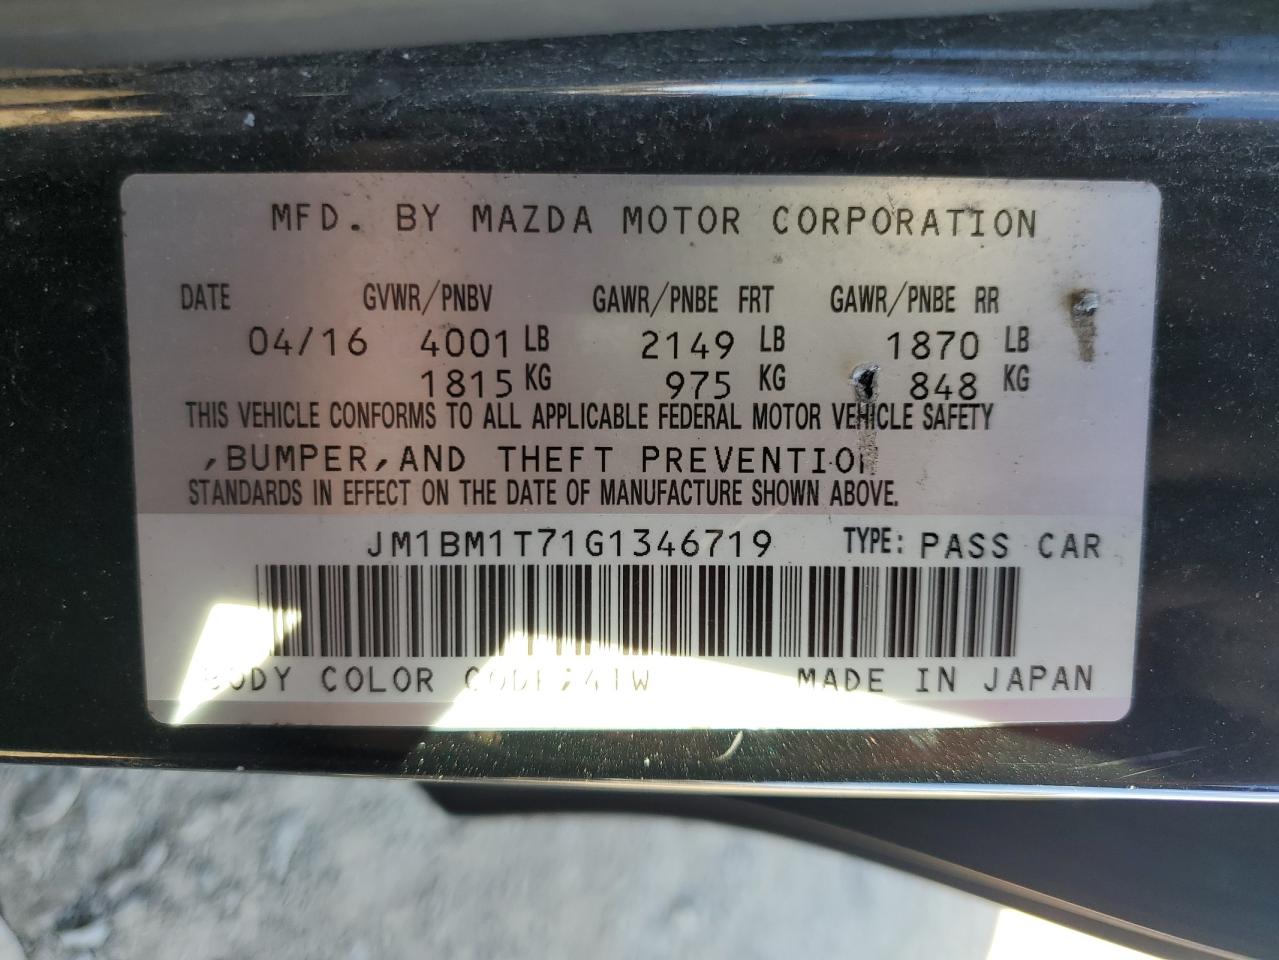 MFD. BY MAZDA MOTOR CORPORATION
DATE GVWR/PNBV GAWR/PNBE FRT GAWR/PNBE RR
04/16 4001 LB 2149 LB 1870 LB
1815 KG 975 KG 848 KG
THIS VEHICLE CONFORMS TO ALL APPLICABLE FEDERAL MOTOR VEHICLE SAFETY
,BUMPER,AND THEFT PREVENTION
STANDARDS IN EFFECT ON THE DATE OF MANUFACTURE SHOWN ABOVE.
JM1BM1T71G1346719 TYPE: PASS CAR
BODY COLOR CODE;41W MADE IN JAPAN